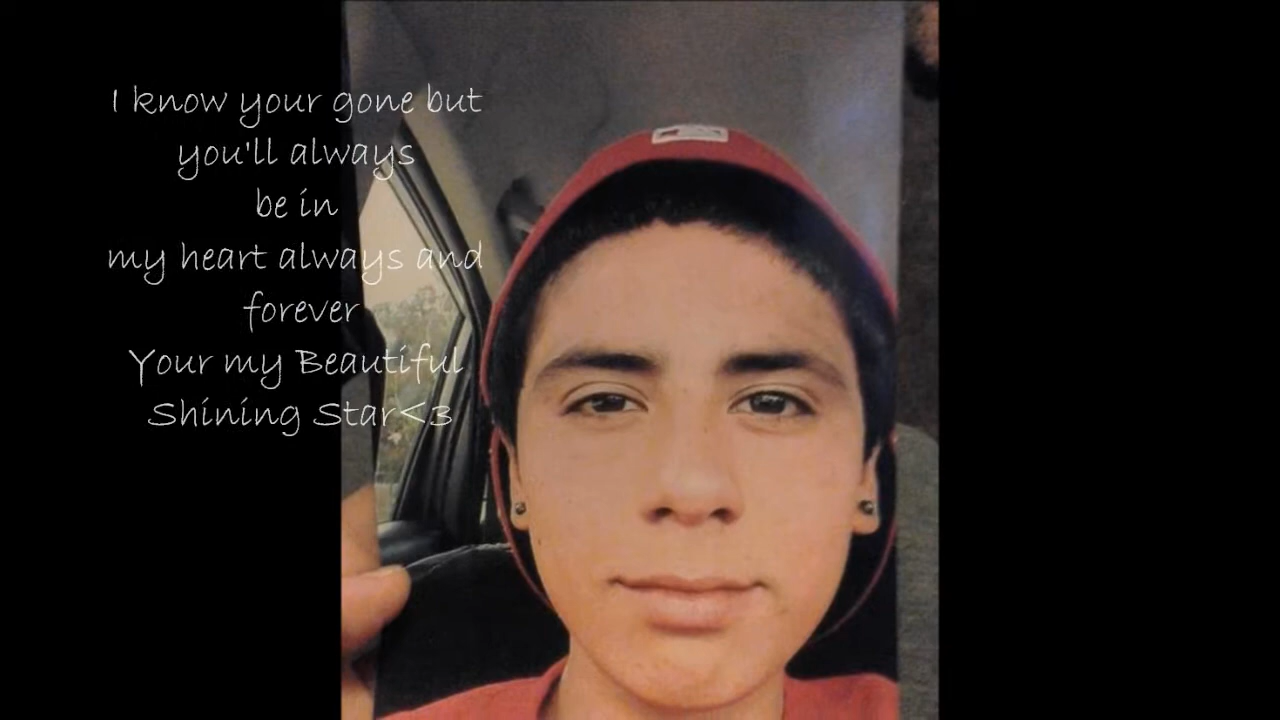 I know your gone but
you'll always
be in
my heart always and
forever
Your my Beautiful
Shining Star<3